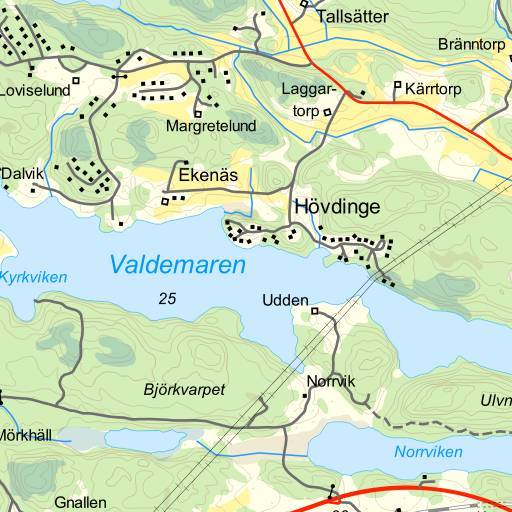 Tallsätter
Bränntorp
Loviselund
Laggar-
torp
Kärrtorp
Margretelund
Dalvik
Ekenäs
Hövdinge
Valdemaren
Kyrkviken
25
Udden
Björkvarpet
Norrvik
Ulvn
Mörkhäll
Norrviken
Gnallen